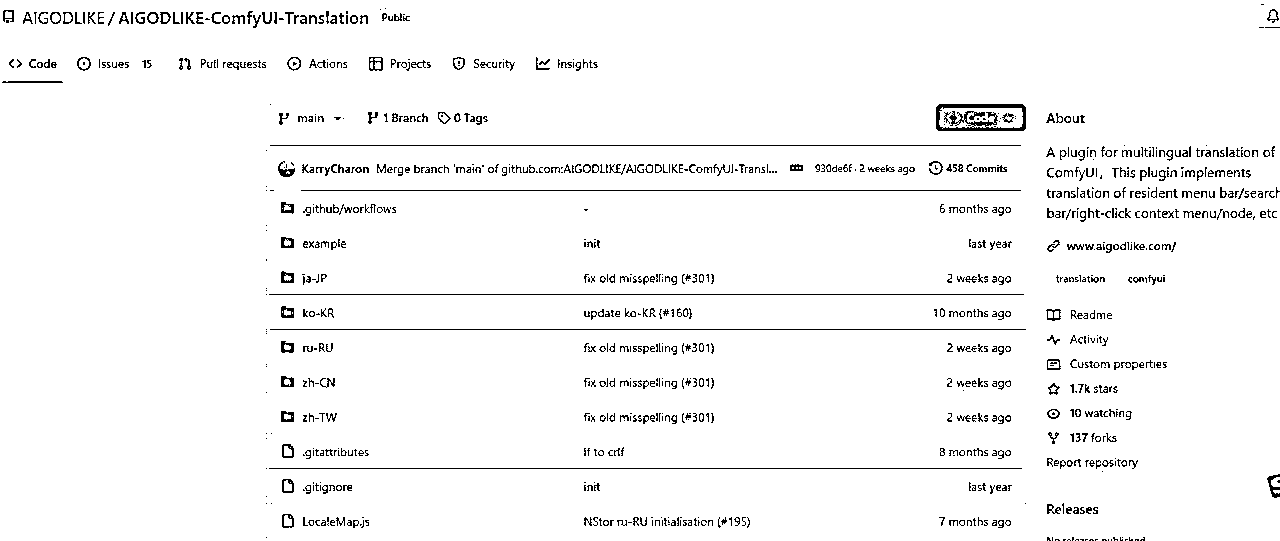 AIGODLIKE / AIGODLIKE-ComfyUI-Translation Public
Code Issues 15 Pull requests Actions Projects Security Insights
main 1 Branch 0 Tags Code
KarryCharon Merge branch 'main' of github.com:AIGODLIKE/AIGODLIKE-ComfyUI-Transl... 930de6f · 2 weeks ago 458 Commits
.github/workflows - 6 months ago
example init last year
ja-JP fix old misspelling (#301) 2 weeks ago
ko-KR update ko-KR (#160) 10 months ago
ru-RU fix old misspelling (#301) 2 weeks ago
zh-CN fix old misspelling (#301) 2 weeks ago
zh-TW fix old misspelling (#301) 2 weeks ago
.gitattributes lf to crlf 8 months ago
.gitignore init last year
LocaleMap.js NStor ru-RU initialisation (#195) 7 months ago
About
A plugin for multilingual translation of
ComfyUI，This plugin implements
translation of resident menu bar/search
bar/right-click context menu/node, etc
www.aigodlike.com/
translation comfyui
Readme
Activity
Custom properties
1.7k stars
10 watching
137 forks
Report repository
Releases
No releases published